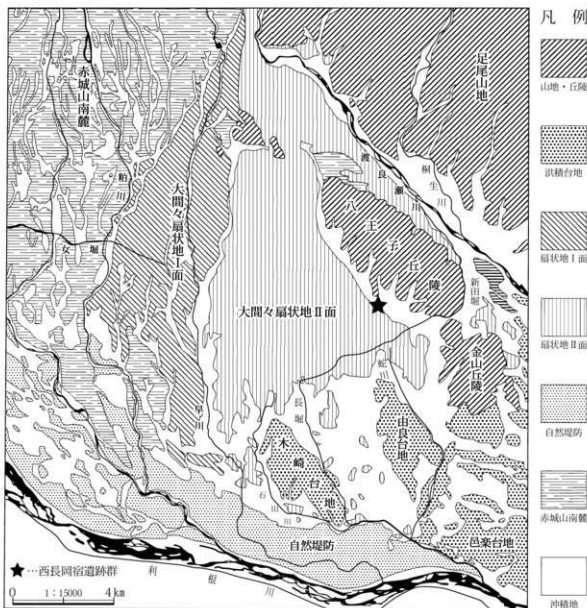 凡例
山地・丘陵
洪積台地
扇状地Ⅰ面
扇状地Ⅱ面
自然堤防
赤城山南麓
沖積地
赤城山南麓
足尾山地
粕川
女堀
大間々扇状地Ⅰ面
渡良瀬川
桐生川
八王子丘陵
大間々扇状地Ⅱ面
新田堀
金山丘陵
早川
長堀
蛇川
由良台地
木崎台地
石田川
自然堤防
邑楽台地
★…西長岡宿遺跡群
利根川
0 1:15000 4km